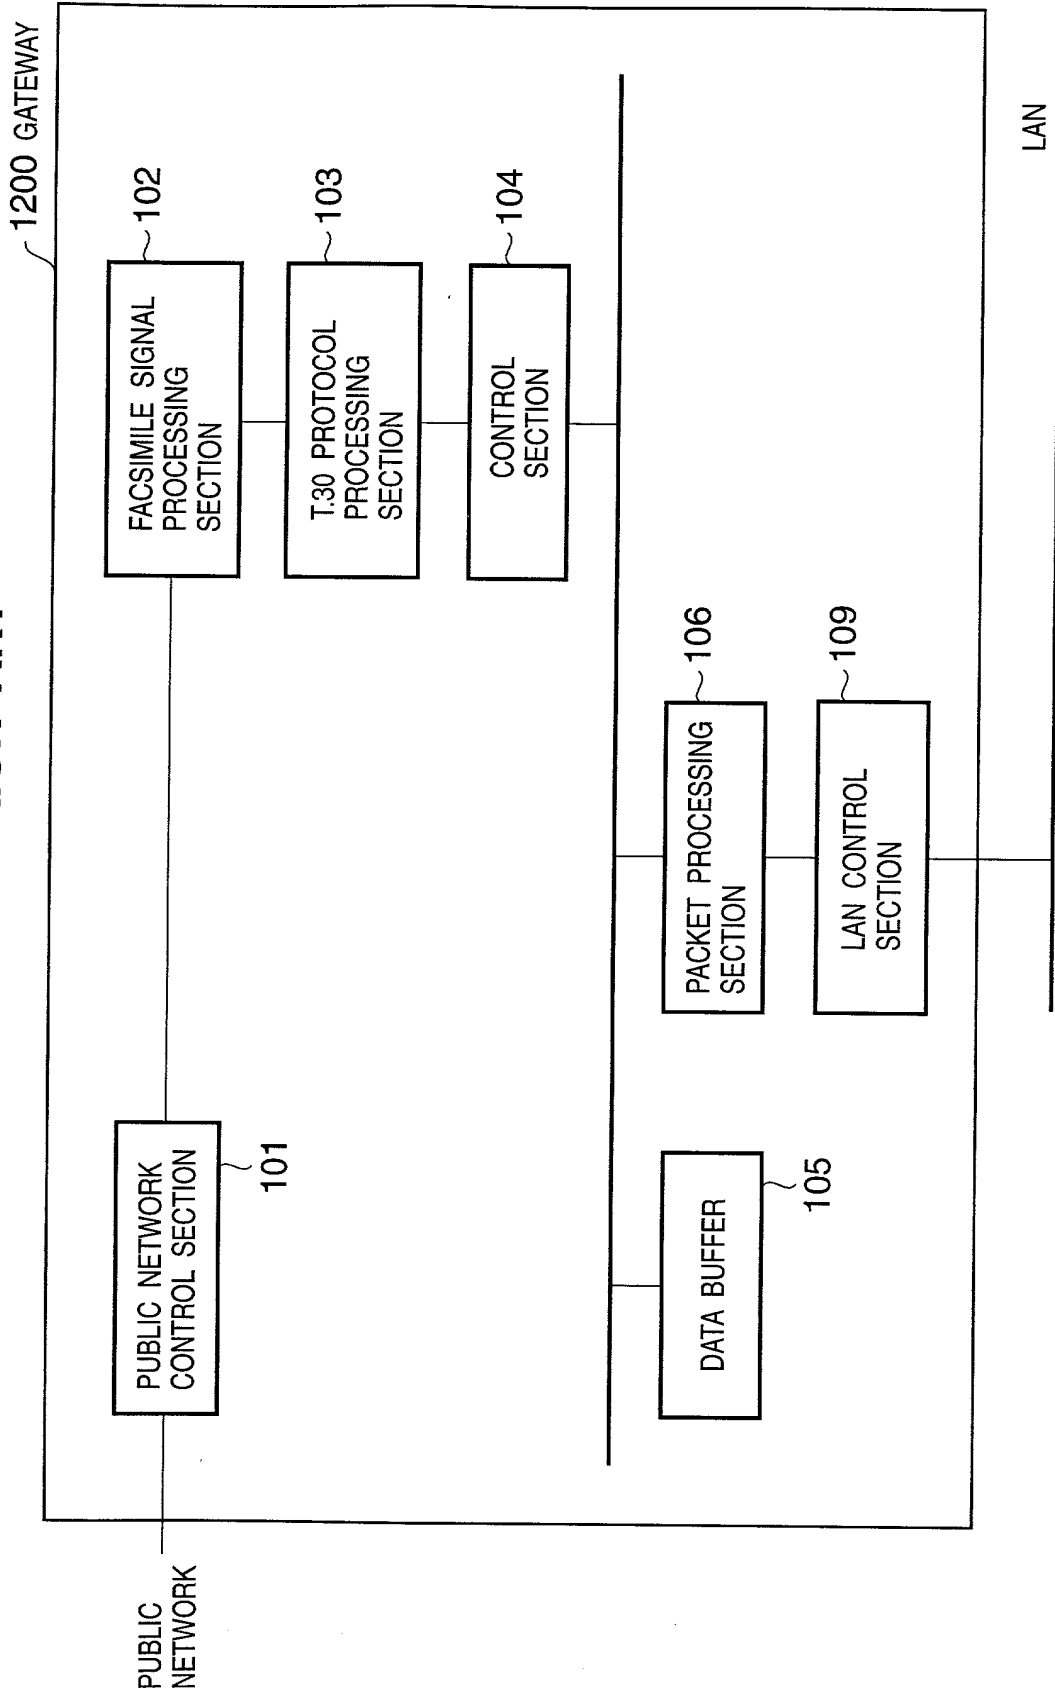 1200 GATEWAY
PUBLIC
NETWORK
PUBLIC NETWORK
CONTROL SECTION
101
FACSIMILE SIGNAL
PROCESSING
SECTION
102
T.30 PROTOCOL
PROCESSING
SECTION
103
CONTROL
SECTION
104
DATA BUFFER
105
PACKET PROCESSING
SECTION
106
LAN CONTROL
SECTION
109
LAN